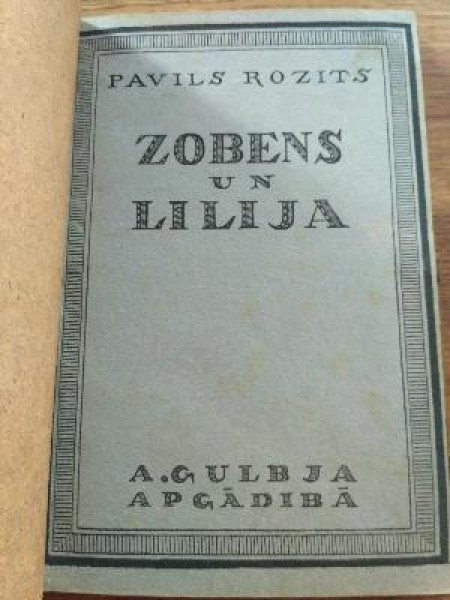 PAVILS ROZITS
ZOBENS
UN
LILIJA
A. GULBJA
APGĀDIBĀ